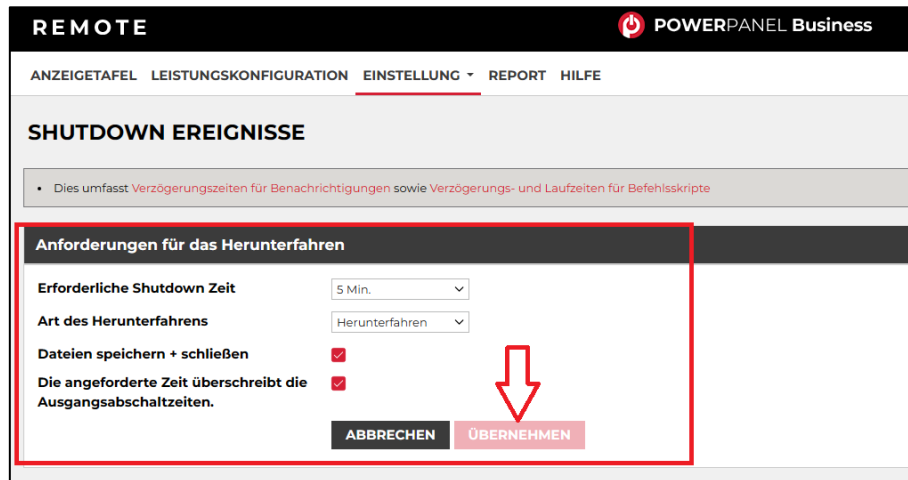 REMOTE
POWERPANEL Business
ANZEIGETAFEL LEISTUNGSKONFIGURATION EINSTELLUNG REPORT HILFE
SHUTDOWN EREIGNISSE
• Dies umfasst Verzögerungszeiten für Benachrichtigungen sowie Verzögerungs- und Laufzeiten für Befehlsskripte
Anforderungen für das Herunterfahren
Erforderliche Shutdown Zeit 5 Min.
Art des Herunterfahrens Herunterfahren
Dateien speichern + schließen
Die angeforderte Zeit überschreibt die
Ausgangsabschaltzeiten.
ABBRECHEN ÜBERNEHMEN